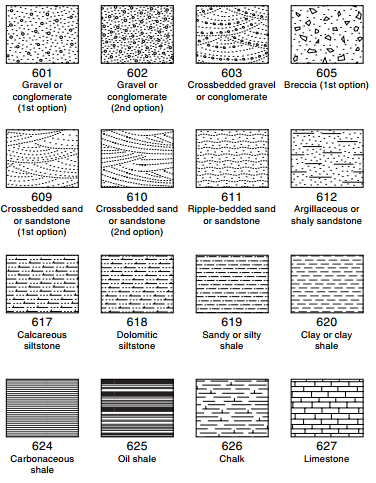 601
Gravel or
conglomerate
(1st option)
602
Gravel or
conglomerate
(2nd option)
603
Crossbedded gravel
or conglomerate
605
Breccia (1st option)
609
Crossbedded sand
or sandstone
(1st option)
610
Crossbedded sand
or sandstone
(2nd option)
611
Ripple-bedded sand
or sandstone
612
Argillaceous or
shaly sandstone
617
Calcareous
siltstone
618
Dolomitic
siltstone
619
Sandy or silty
shale
620
Clay or clay
shale
624
Carbonaceous
shale
625
Oil shale
626
Chalk
627
Limestone